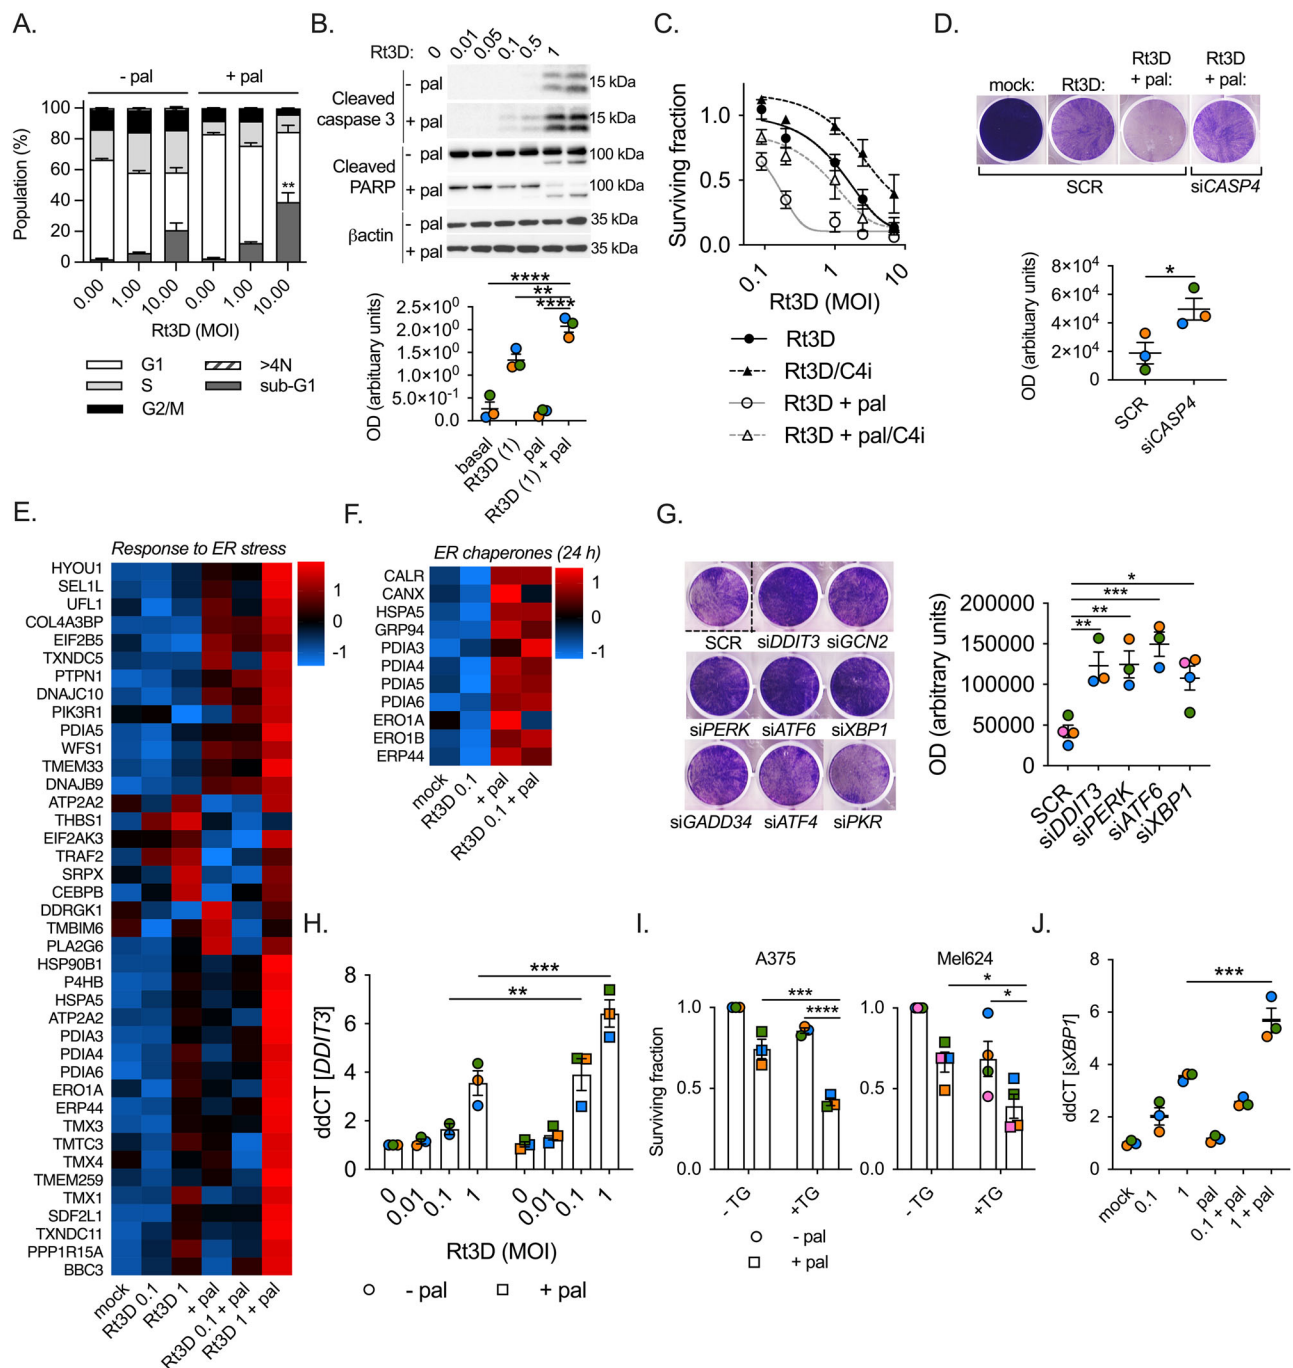 A.
- pal
+ pal
Population (%)
100
80
60
40
20
0
**
0.00
1.00
10.00
0.00
1.00
10.00
Rt3D (MOI)
G1
S
G2/M
>4N
sub-G1
B.
Rt3D:
0
0.01
0.05
0.1
0.5
1
Cleaved
caspase 3
- pal
15 kDa
+ pal
15 kDa
Cleaved
PARP
- pal
100 kDa
+ pal
100 kDa
βactin
- pal
35 kDa
+ pal
35 kDa
****
**
****
OD (arbituary units)
2.5×10⁰
2.0×10⁰
1.5×10⁰
1.0×10⁰
5.0×10⁻¹
0.0
basal
Rt3D (1)
pal
Rt3D (1) + pal
C.
Surviving fraction
1.0
0.5
0.0
0.1
1
10
Rt3D (MOI)
Rt3D
Rt3D/C4i
Rt3D + pal
Rt3D + pal/C4i
D.
mock:
Rt3D:
Rt3D
+ pal:
Rt3D
+ pal:
SCR
siCASP4
OD (arbituary units)
8×10⁴
6×10⁴
4×10⁴
2×10⁴
0
*
SCR
siCASP4
E.
Response to ER stress
HYOU1
SEL1L
UFL1
COL4A3BP
EIF2B5
TXNDC5
PTPN1
DNAJC10
PIK3R1
PDIA5
WFS1
TMEM33
DNAJB9
ATP2A2
THBS1
EIF2AK3
TRAF2
SRPX
CEBPB
DDRGK1
TMBIM6
PLA2G6
HSP90B1
P4HB
HSPA5
ATP2A2
PDIA3
PDIA4
PDIA6
ERO1A
ERP44
TMX3
TMTC3
TMX4
TMEM259
TMX1
SDF2L1
TXNDC11
PPP1R15A
BBC3
1
0
-1
mock
Rt3D 0.1
Rt3D 1
+ pal
Rt3D 0.1 + pal
Rt3D 1 + pal
F.
ER chaperones (24 h)
CALR
CANX
HSPA5
GRP94
PDIA3
PDIA4
PDIA5
PDIA6
ERO1A
ERO1B
ERP44
1
0
-1
mock
Rt3D 0.1
+ pal
Rt3D 0.1 + pal
G.
SCR
siDDIT3
siGCN2
siPERK
siATF6
siXBP1
siGADD34
siATF4
siPKR
OD (arbitrary units)
200000
150000
100000
50000
0
*
***
**
**
SCR
siDDIT3
siPERK
siATF6
siXBP1
H.
ddCT [DDIT3]
8
6
4
2
0
***
**
0
0.01
0.1
1
0
0.01
0.1
1
Rt3D (MOI)
- pal
+ pal
I.
A375
Surviving fraction
1.0
0.5
0.0
***
****
- TG
+TG
Mel624
1.0
0.5
0.0
*
*
- TG
+TG
- pal
+ pal
J.
ddCT [sXBP1]
8
6
4
2
0
***
mock
0.1
1
pal
0.1 + pal
1 + pal